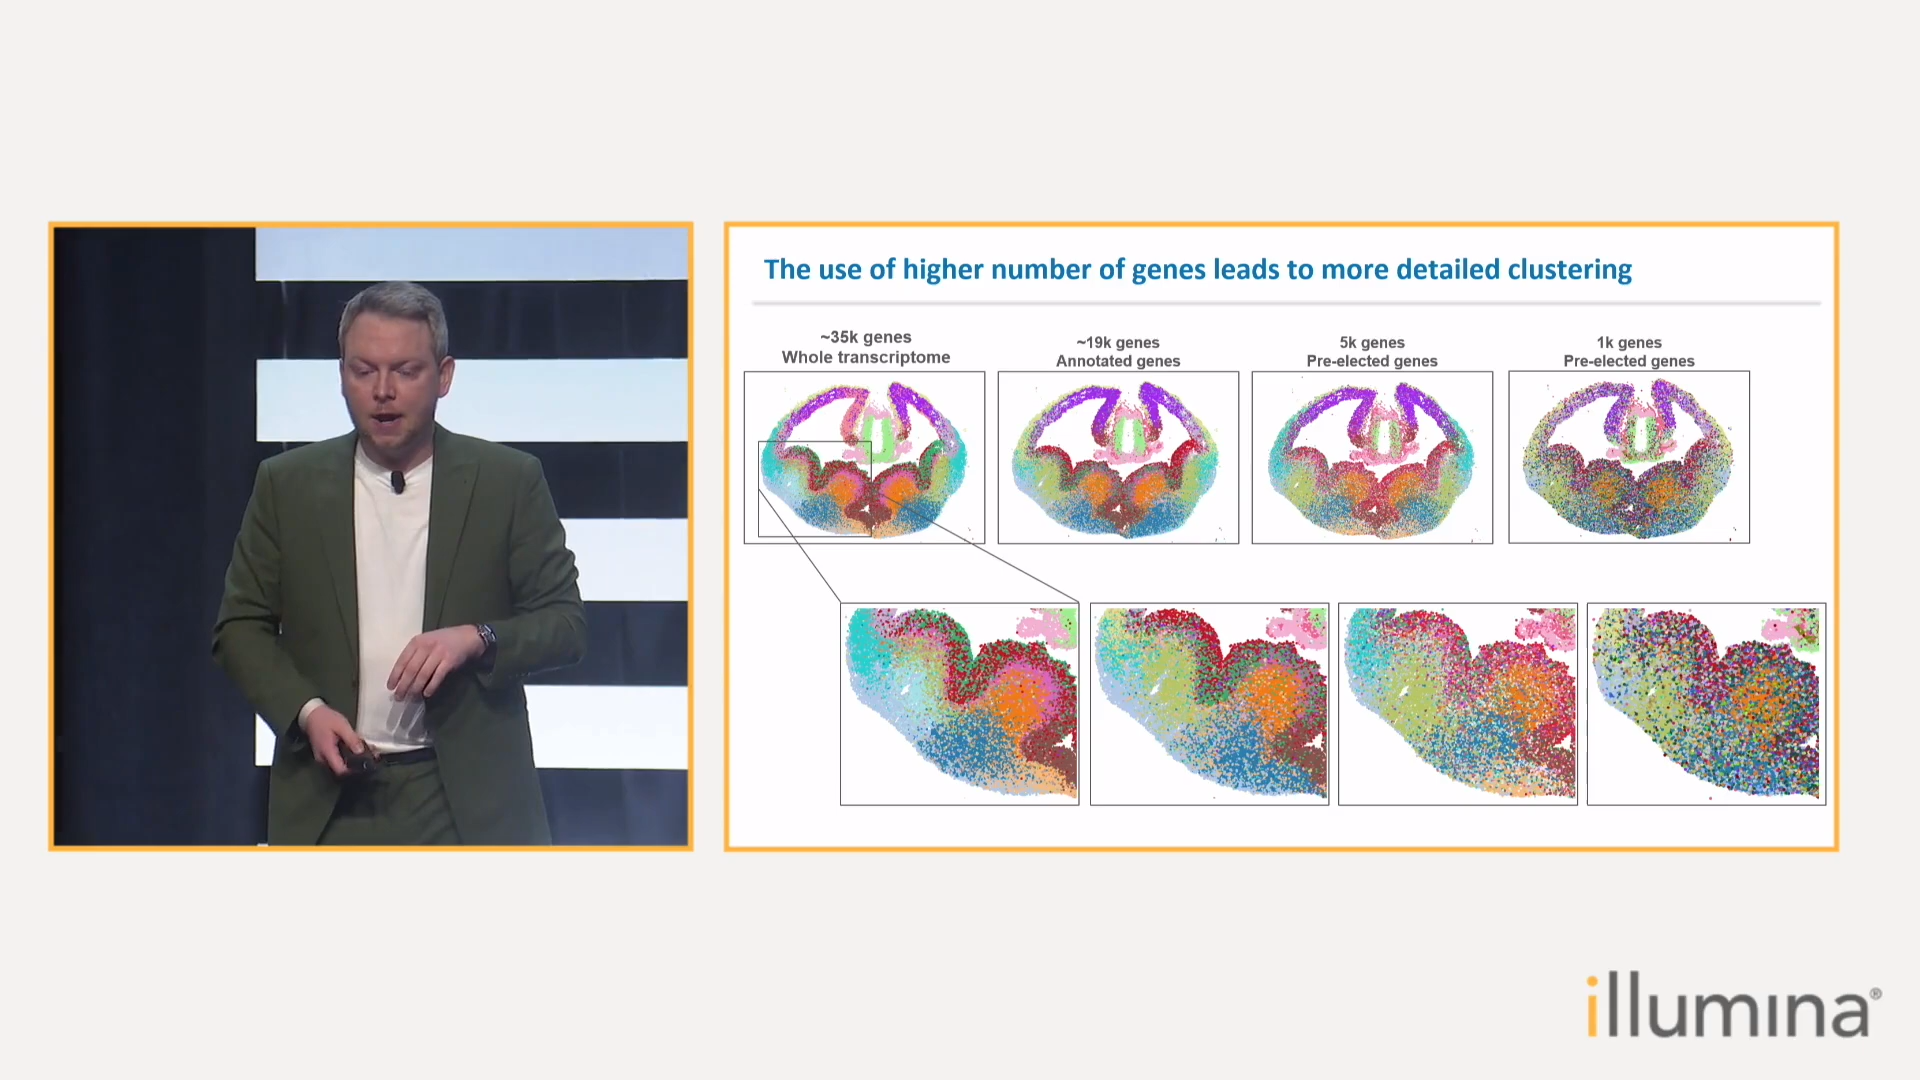 The use of higher number of genes leads to more detailed clustering
~35k genes
Whole transcriptome
~19k genes
Annotated genes
5k genes
Pre-elected genes
1k genes
Pre-elected genes
illumina®